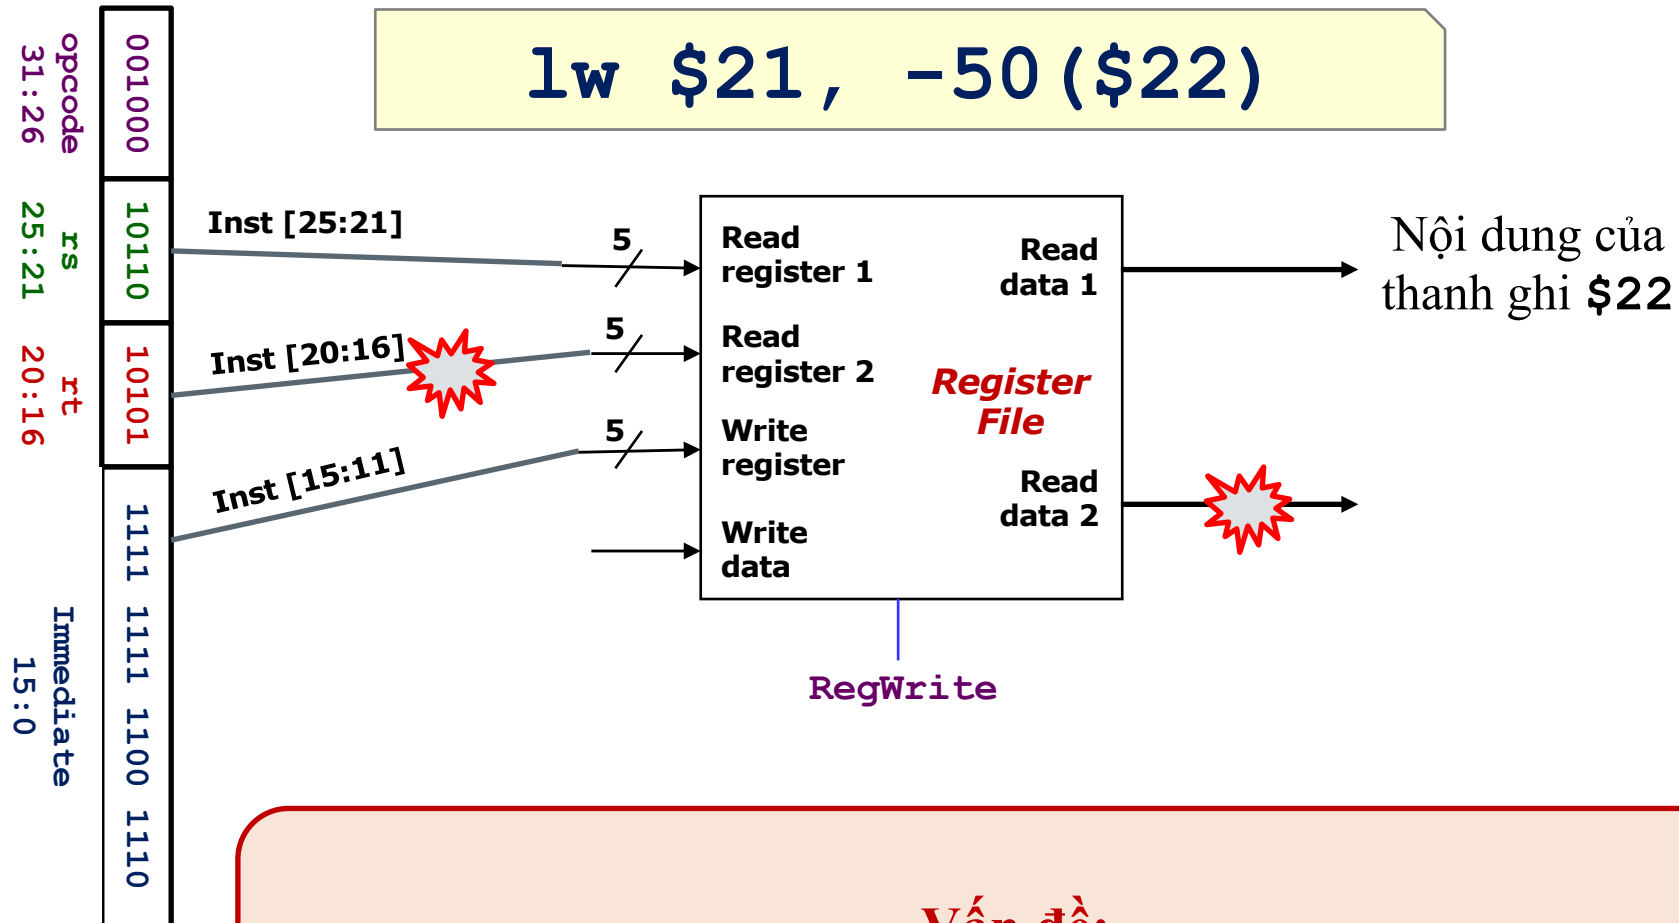 lw $21, -50($22)
opcode
31:26
001000
rs
25:21
10110
rt
20:16
10101
Immediate
15:0
1111 1111 1100 1110
Inst [25:21]
5
Inst [20:16]
5
Inst [15:11]
5
Read
register 1
Read
register 2
Write
register
Write
data
Register
File
Read
data 1
Read
data 2
RegWrite
Nội dung của
thanh ghi $22
Vấn đề: